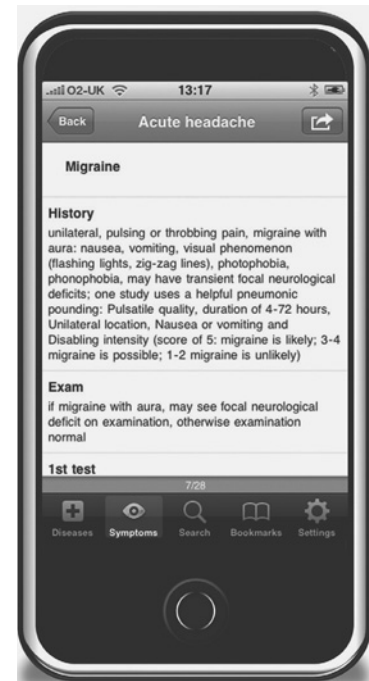 O2-UK 13:17
Back Acute headache
Migraine
History
unilateral, pulsing or throbbing pain, migraine with
aura: nausea, vomiting, visual phenomenon
(flashing lights, zig-zag lines), photophobia,
phonophobia, may have transient focal neurological
deficits; one study uses a helpful pneumonic
pounding: Pulsatile quality, duration of 4-72 hours,
Unilateral location, Nausea or vomiting and
Disabling intensity (score of 5: migraine is likely; 3-4
migraine is possible; 1-2 migraine is unlikely)
Exam
if migraine with aura, may see focal neurological
deficit on examination, otherwise examination
normal
1st test
7/28
Diseases Symptoms Search Bookmarks Settings